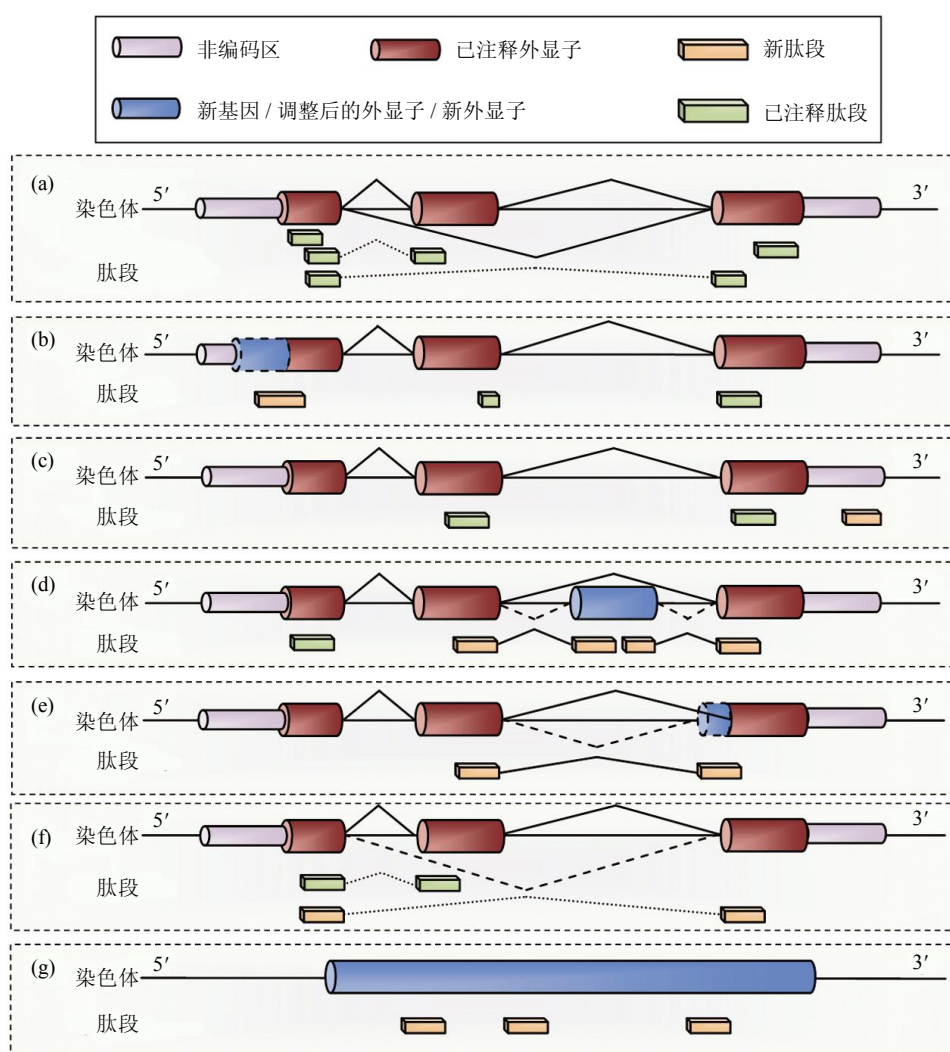 非编码区 已注释外显子 新肽段
新基因 / 调整后的外显子 / 新外显子 已注释肽段
(a) 5′ 3′
染色体
肽段
(b) 5′ 3′
染色体
肽段
(c) 5′ 3′
染色体
肽段
(d) 5′ 3′
染色体
肽段
(e) 5′ 3′
染色体
肽段
(f) 5′ 3′
染色体
肽段
(g) 5′ 3′
染色体
肽段